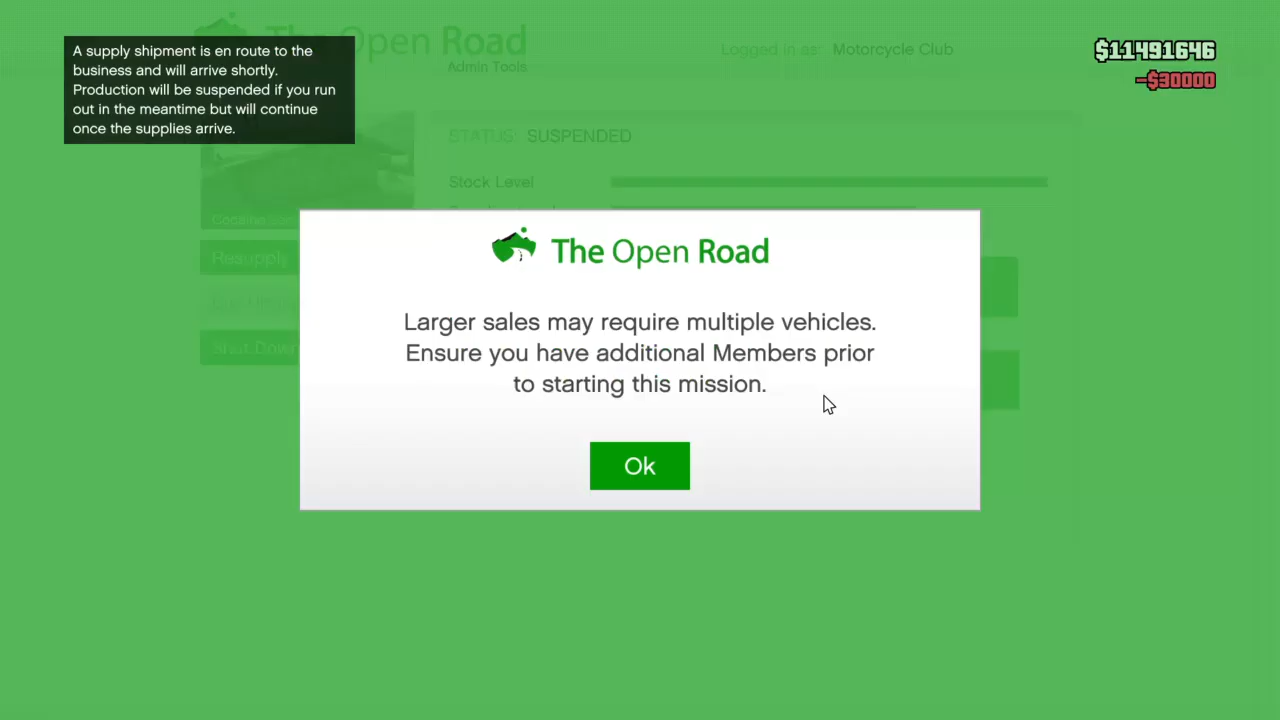 The Open Road
Admin Tools
Logged in as: Motorcycle Club
$11491646
-$30000
A supply shipment is en route to the
business and will arrive shortly.
Production will be suspended if you run
out in the meantime but will continue
once the supplies arrive.
STATUS: SUSPENDED
Stock Level
Resupply
Shut Down
The Open Road
Larger sales may require multiple vehicles.
Ensure you have additional Members prior
to starting this mission.
Ok